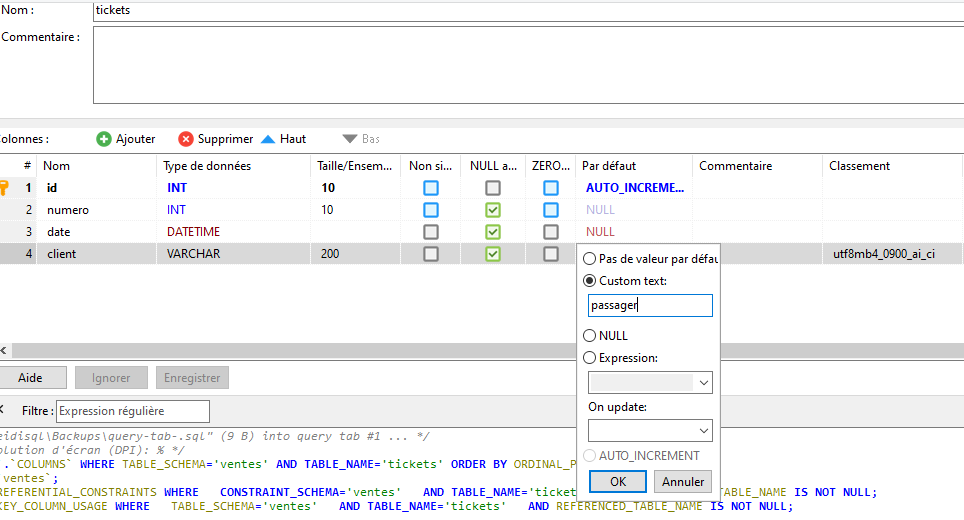 Nom : tickets
Commentaire :
olonnes : Ajouter Supprimer Haut Bas
# Nom Type de données Taille/Ensem... Non si... NULL a... ZERO... Par défaut Commentaire Classement
1 id INT 10 AUTO_INCREME...
2 numero INT 10 NULL
3 date DATETIME NULL
4 client VARCHAR 200 utf8mb4_0900_ai_ci
Pas de valeur par défau
Custom text:
passager
NULL
Expression:
On update:
AUTO_INCREMENT
OK Annuler
Aide Ignorer Enregistrer
Filtre : Expression régulière
eidisql\Backups\query-tab-.sql" (9 B) into query tab #1 ... */
olution d'écran (DPI): % */
.`COLUMNS` WHERE TABLE_SCHEMA='ventes' AND TABLE_NAME='tickets' ORDER BY ORDINAL_P
ventes`;
REFERENTIAL_CONSTRAINTS WHERE CONSTRAINT_SCHEMA='ventes' AND TABLE_NAME='ticket TABLE_NAME IS NOT NULL;
KEY_COLUMN_USAGE WHERE TABLE_SCHEMA='ventes' AND TABLE_NAME='tickets' AND REFERENCED_TABLE_NAME IS NOT NULL;